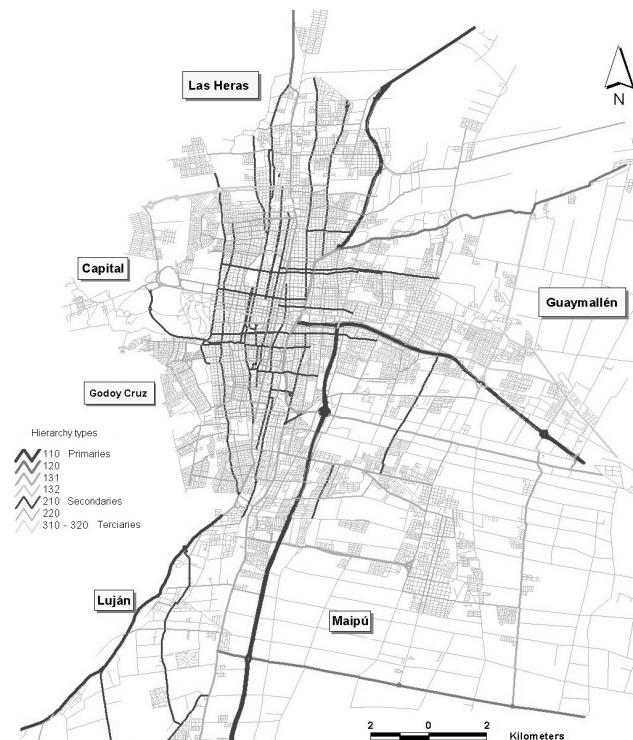 Las Heras
N
Capital
Guaymallén
Godoy Cruz
Hierarchy types
110 Primaries
120
131
132
210 Secondaries
220
310 - 320 Terciaries
Luján
Maipú
2 0 2
Kilometers